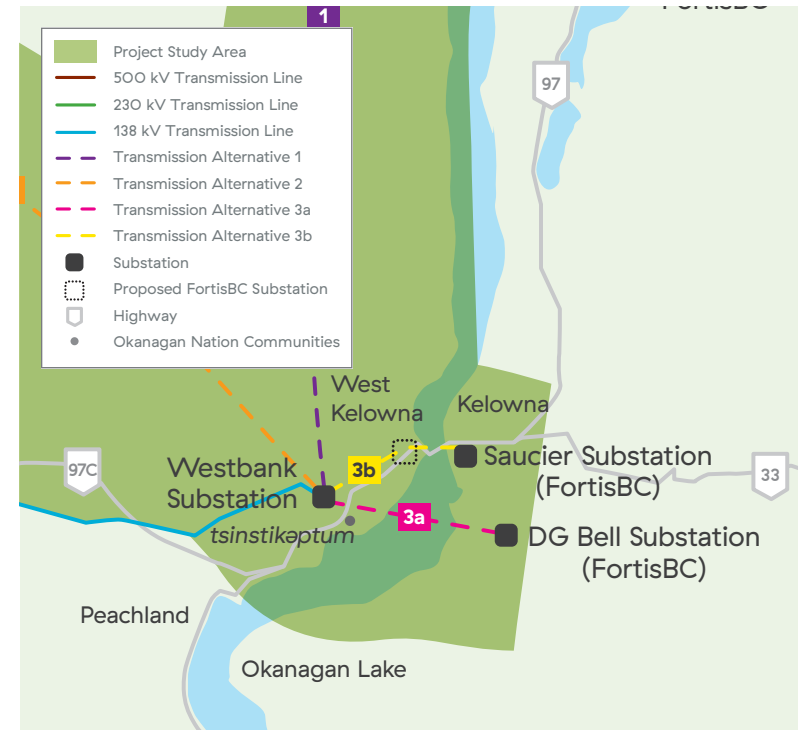 1
97
Project Study Area
500 kV Transmission Line
230 kV Transmission Line
138 kV Transmission Line
Transmission Alternative 1
Transmission Alternative 2
Transmission Alternative 3a
Transmission Alternative 3b
Substation
Proposed FortisBC Substation
Highway
Okanagan Nation Communities
West
Kelowna
Kelowna
97C
Westbank
Substation
3b
Saucier Substation
(FortisBC)
33
tsinstikəptum
3a
DG Bell Substation
(FortisBC)
Peachland
Okanagan Lake